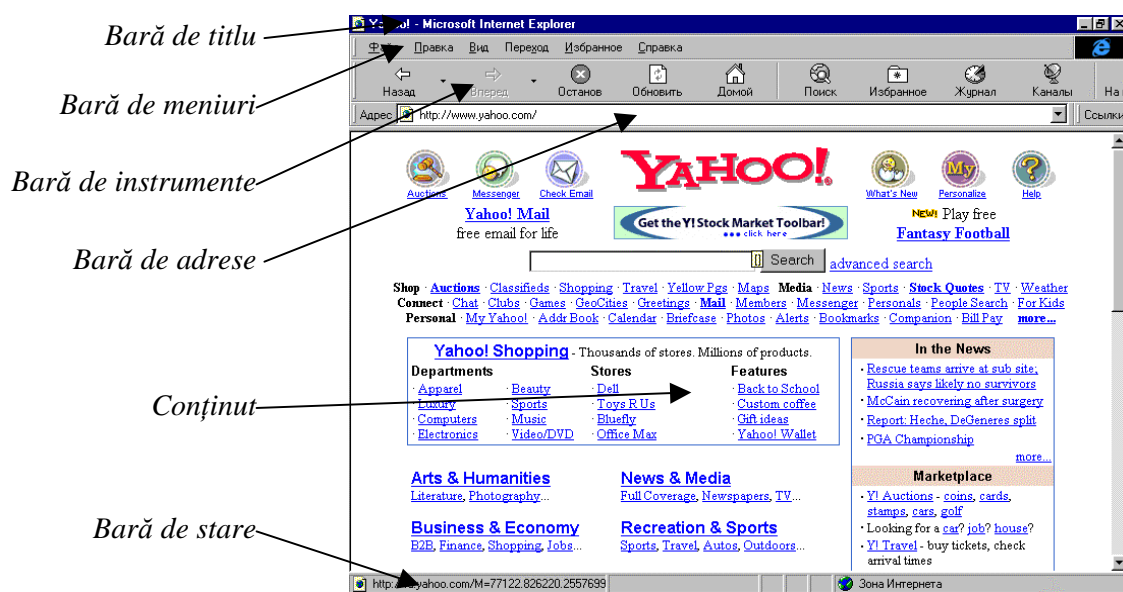 Bară de titlu
Bară de meniuri
Bară de instrumente
Bară de adrese
Conținut
Bară de stare
Yahoo! - Microsoft Internet Explorer
Файл Правка Вид Переход Избранное Справка
Назад Вперед Останов Обновить Домой Поиск Избранное Журнал Каналы На
Адрес http://www.yahoo.com/ Ссылки
YAHOO! My
Auctions Messenger Check Email What's New Personalize Help
Yahoo! Mail
free email for life
Get the Y! Stock Market Toolbar!
click here
NEW! Play free
Fantasy Football
Search advanced search
Shop · Auctions · Classifieds · Shopping · Travel · Yellow Pgs · Maps Media · News · Sports · Stock Quotes · TV · Weather
Connect · Chat · Clubs · Games · GeoCities · Greetings · Mail · Members · Messenger · Personals · People Search · For Kids
Personal · My Yahoo! · Addr Book · Calendar · Briefcase · Photos · Alerts · Bookmarks · Companion · Bill Pay more...
Yahoo! Shopping - Thousands of stores. Millions of products.
Departments Stores Features
· Apparel · Beauty · Dell · Back to School
· Luxury · Sports · Toys R Us · Custom coffee
· Computers · Music · Bluefly · Gift ideas
· Electronics · Video/DVD · Office Max · Yahoo! Wallet
Arts & Humanities
Literature, Photography...
News & Media
Full Coverage, Newspapers, TV...
Business & Economy
B2B, Finance, Shopping, Jobs...
Recreation & Sports
Sports, Travel, Autos, Outdoors...
In the News
· Rescue teams arrive at sub site;
Russia says likely no survivors
· McCain recovering after surgery
· Report: Heche, DeGeneres split
· PGA Championship
more...
Marketplace
· Y! Auctions - coins, cards,
stamps, cars, golf
· Looking for a car? job? house?
· Y! Travel - buy tickets, check
arrival times
Зона Интернета